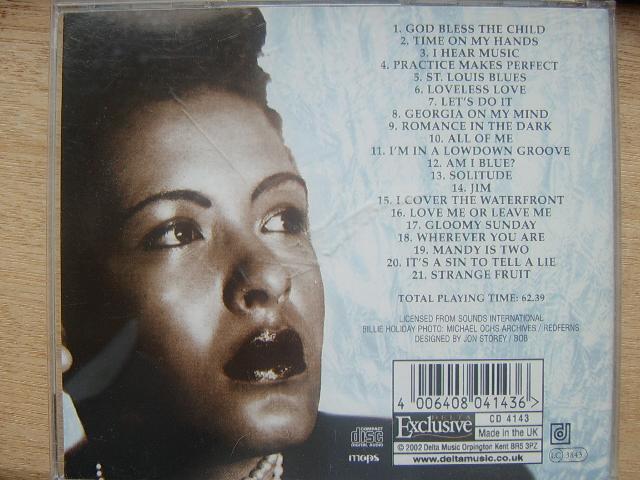 1. GOD BLESS THE CHILD
2. TIME ON MY HANDS
3. I HEAR MUSIC
4. PRACTICE MAKES PERFECT
5. ST. LOUIS BLUES
6. LOVELESS LOVE
7. LET'S DO IT
8. GEORGIA ON MY MIND
9. ROMANCE IN THE DARK
10. ALL OF ME
11. I'M IN A LOWDOWN GROOVE
12. AM I BLUE?
13. SOLITUDE
14. JIM
15. I COVER THE WATERFRONT
16. LOVE ME OR LEAVE ME
17. GLOOMY SUNDAY
18. WHEREVER YOU ARE
19. MANDY IS TWO
20. IT'S A SIN TO TELL A LIE
21. STRANGE FRUIT
TOTAL PLAYING TIME: 62.39
LICENSED FROM SOUNDS INTERNATIONAL
BILLIE HOLIDAY PHOTO: MICHAEL OCHS ARCHIVES / REDFERNS
DESIGNED BY JON STOREY / BOB
4 006408 041436 >
DELTA
Exclusive
CD 4143
Made in the UK
© 2002 Delta Music Orpington Kent BR5 3PZ
www.deltamusic.co.uk
COMPACT
disc
DIGITAL AUDIO
mcps
d
LC 3843